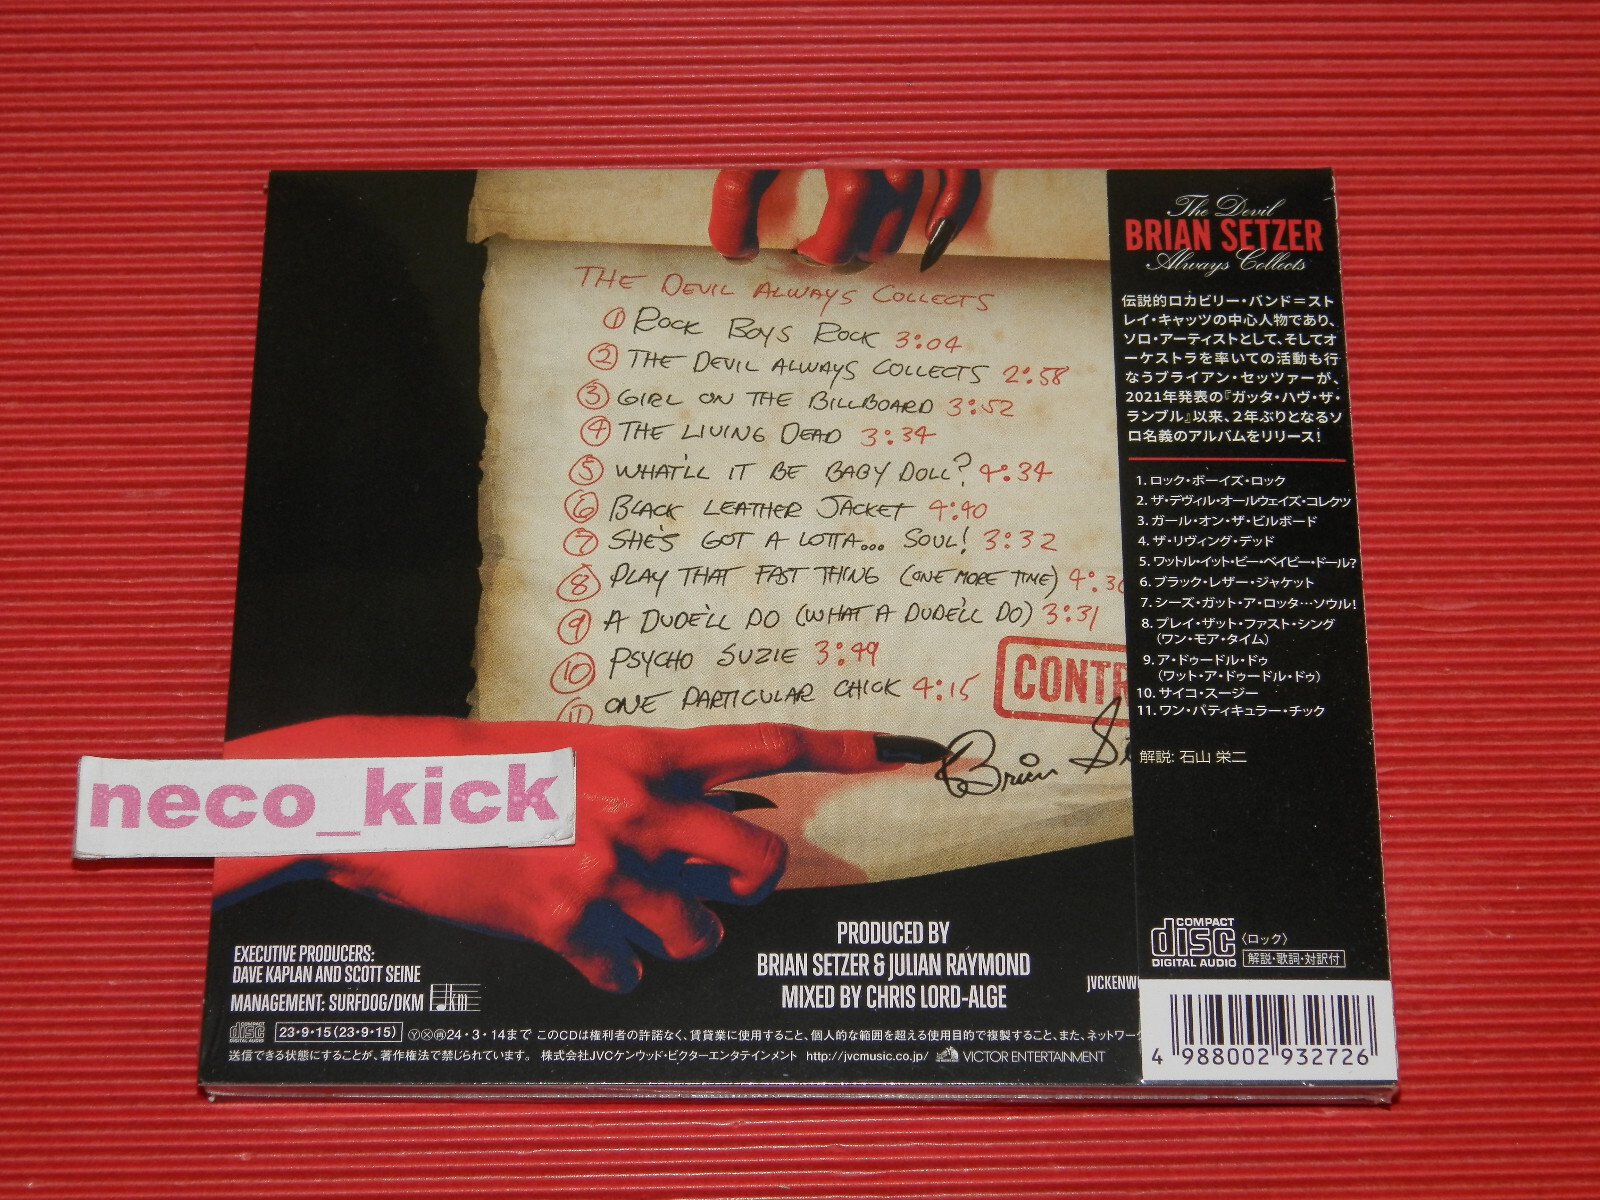 THE DEVIL ALWAYS COLLECTS
① ROCK BOYS ROCK 3:04
② THE DEVIL ALWAYS COLLECTS 2:58
③ GIRL ON THE BILLBOARD 3:52
④ THE LIVING DEAD 3:34
⑤ WHAT'LL IT BE BABY DOLL? 4:34
⑥ BLACK LEATHER JACKET 4:40
⑦ SHE'S GOT A LOTTA... SOUL! 3:32
⑧ PLAY THAT FAST THING (ONE MORE TIME) 4:30
⑨ A DUDE'LL DO (WHAT A DUDE'LL DO) 3:31
⑩ PSYCHO SUZIE 3:49
⑪ ONE PARTICULAR CHICK 4:15
CONTR
Brian S
neco_kick
EXECUTIVE PRODUCERS:
DAVE KAPLAN AND SCOTT SEINE
MANAGEMENT: SURFDOG/DKM dkm
PRODUCED BY
BRIAN SETZER & JULIAN RAYMOND
MIXED BY CHRIS LORD-ALGE
JVCKENW
COMPACT disc DIGITAL AUDIO 23・9・15(23・9・15) Ⓨ Ⓧ 24・3・14まで このCDは権利者の許諾なく、賃貸業に使用すること、個人的な範囲を超える使用目的で複製すること、また、ネットワーク
送信できる状態にすることが、著作権法で禁じられています。 株式会社JVCケンウッド・ビクターエンタテインメント http://jvcmusic.co.jp/ VICTOR ENTERTAINMENT
The Devil
BRIAN SETZER
Always Collects
伝説的ロカビリー・バンド=スト
レイ・キャッツの中心人物であり、
ソロ・アーティストとして、そしてオ
ーケストラを率いての活動も行
なうブライアン・セッツァーが、
2021年発表の『ガッタ・ハヴ・ザ・
ランブル』以来、2年ぶりとなるソ
ロ名義のアルバムをリリース!
1. ロック・ボーイズ・ロック
2. ザ・デヴィル・オールウェイズ・コレクツ
3. ガール・オン・ザ・ビルボード
4. ザ・リヴィング・デッド
5. ワットル・イット・ビー・ベイビー・ドール?
6. ブラック・レザー・ジャケット
7. シーズ・ガット・ア・ロッタ…ソウル!
8. プレイ・ザット・ファスト・シング
(ワン・モア・タイム)
9. ア・ドゥードル・ドゥ
(ワット・ア・ドゥードル・ドゥ)
10. サイコ・スージー
11. ワン・パティキュラー・チック
解説: 石山 栄二
COMPACT disc DIGITAL AUDIO
〈ロック〉
解説・歌詞・対訳付
4 988002 932726